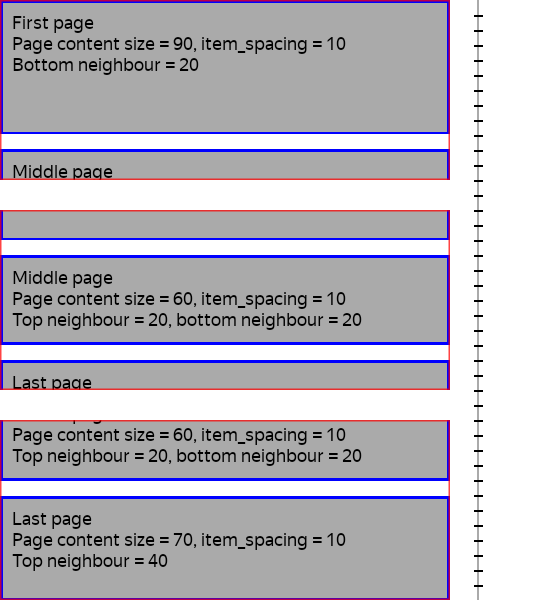 First page
Page content size = 90, item_spacing = 10
Bottom neighbour = 20
Middle page
Middle page
Page content size = 60, item_spacing = 10
Top neighbour = 20, bottom neighbour = 20
Last page
Page content size = 60, item_spacing = 10
Top neighbour = 20, bottom neighbour = 20
Last page
Page content size = 70, item_spacing = 10
Top neighbour = 40